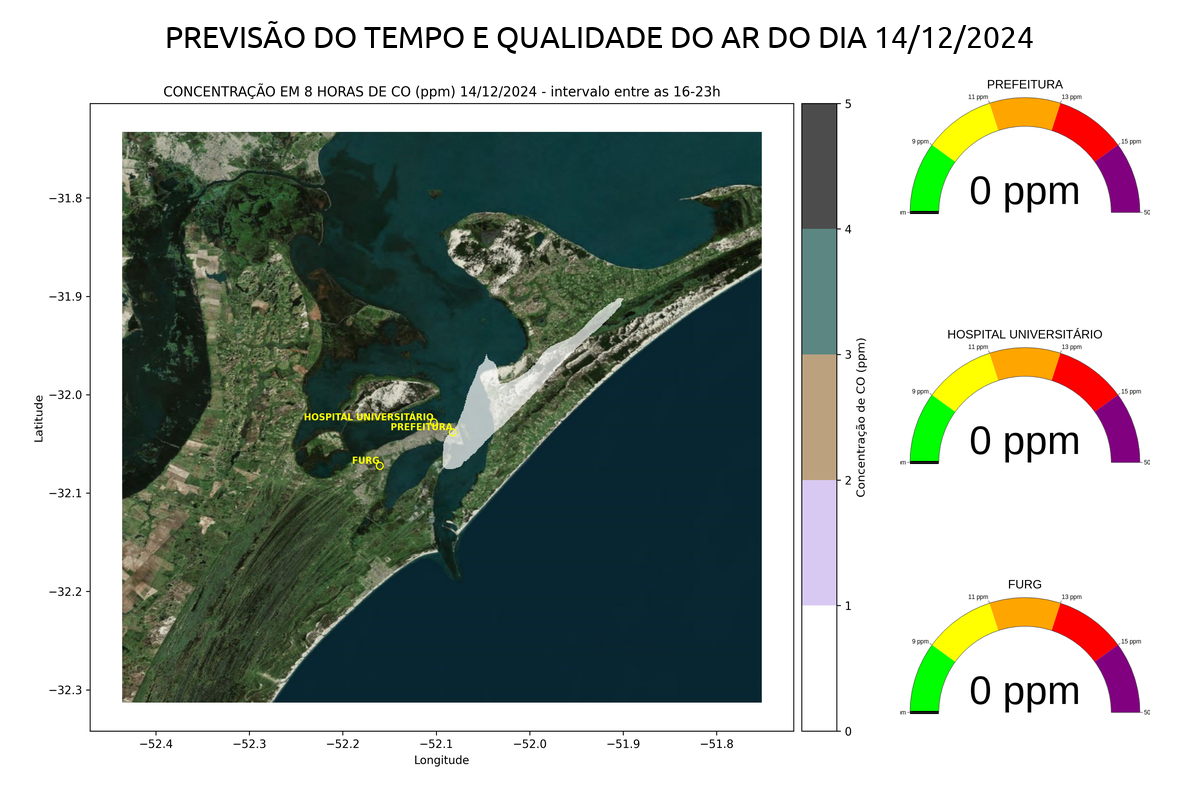 PREVISÃO DO TEMPO E QUALIDADE DO AR DO DIA 14/12/2024
CONCENTRAÇÃO EM 8 HORAS DE CO (ppm) 14/12/2024 - intervalo entre as 16-23h
−31.8
−31.9
−32.0
−32.1
−32.2
−32.3
Latitude
−52.4
−52.3
−52.2
−52.1
−52.0
−51.9
−51.8
Longitude
HOSPITAL UNIVERSITÁRIO
PREFEITURA
FURG
5
4
3
2
1
0
Concentração de CO (ppm)
PREFEITURA
9 ppm
11 ppm
13 ppm
15 ppm
50
0 ppm
HOSPITAL UNIVERSITÁRIO
9 ppm
11 ppm
13 ppm
15 ppm
50
0 ppm
FURG
9 ppm
11 ppm
13 ppm
15 ppm
50
0 ppm